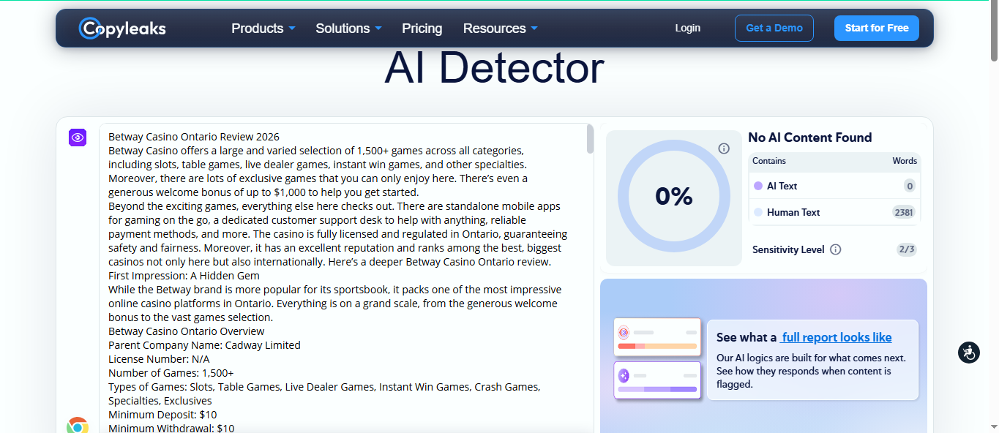 Copyleaks
Products
Solutions
Pricing
Resources
Login
Get a Demo
Start for Free
AI Detector
Betway Casino Ontario Review 2026
Betway Casino offers a large and varied selection of 1,500+ games across all categories,
including slots, table games, live dealer games, instant win games, and other specialties.
Moreover, there are lots of exclusive games that you can only enjoy here. There’s even a
generous welcome bonus of up to $1,000 to help you get started.
Beyond the exciting games, everything else here checks out. There are standalone mobile apps
for gaming on the go, a dedicated customer support desk to help with anything, reliable
payment methods, and more. The casino is fully licensed and regulated in Ontario, guaranteeing
safety and fairness. Moreover, it has an excellent reputation and ranks among the best, biggest
casinos not only here but also internationally. Here’s a deeper Betway Casino Ontario review.
First Impression: A Hidden Gem
While the Betway brand is more popular for its sportsbook, it packs one of the most impressive
online casino platforms in Ontario. Everything is on a grand scale, from the generous welcome
bonus to the vast games selection.
Betway Casino Ontario Overview
Parent Company Name: Cadway Limited
License Number: N/A
Number of Games: 1,500+
Types of Games: Slots, Table Games, Live Dealer Games, Instant Win Games, Crash Games,
Specialties, Exclusives
Minimum Deposit: $10
Minimum Withdrawal: $10
0%
No AI Content Found
Contains Words
AI Text 0
Human Text 2381
Sensitivity Level 2/3
See what a full report looks like
Our AI logics are built for what comes next.
See how they responds when content is
flagged.